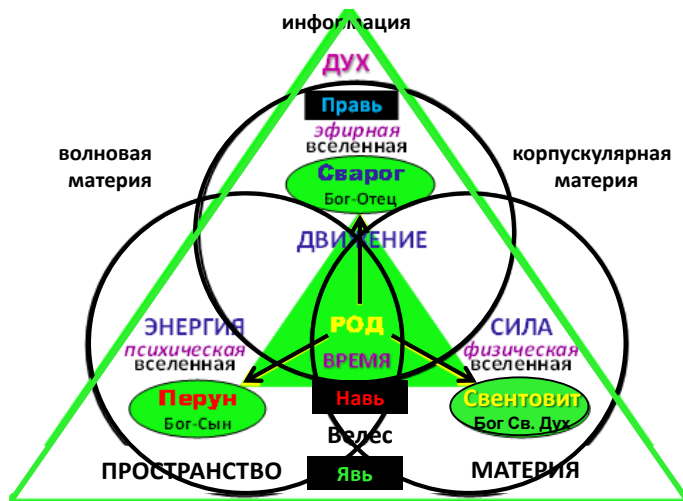 информация
ДУХ
Правь
эфирная
вселенная
волновая
материя
корпускулярная
материя
Сварог
Бог-Отец
ДВИЖЕНИЕ
ЭНЕРГИЯ
психическая
вселенная
РОД
ВРЕМЯ
СИЛА
физическая
вселенная
Перун
Бог-Сын
Навь
Свентовит
Бог Св. Дух
Велес
ПРОСТРАНСТВО
Явь
МАТЕРИЯ